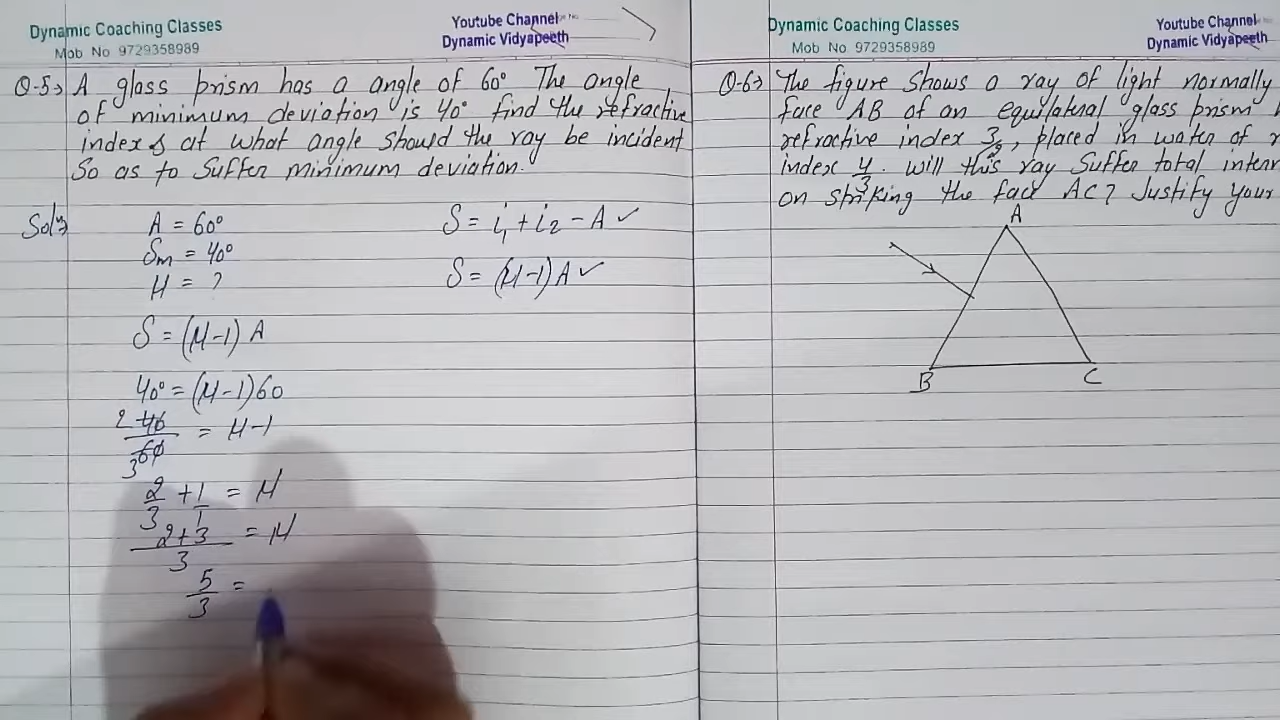 Dynamic Coaching Classes
Mob No 9729358989
Youtube Channel
Dynamic Vidyapeeth
Q-5 A glass prism has a angle of 60° The angle
of minimum deviation is 40° find the refractive
index & at what angle should the ray be incident
So as to Suffer minimum deviation.
Sol
A = 60°
δm = 40°
μ = ?
δ = (μ-1) A
40° = (μ-1)60
2 40/3 60 = μ-1
2/3 + 1/1 = μ
2+3/3 = μ
5/3 =
δ = i₁ + i₂ - A ✓
δ = (μ-1) A ✓
Dynamic Coaching Classes
Mob No 9729358989
Youtube Channel
Dynamic Vidyapeeth
Q-6 The figure Shows a ray of light normally
face AB of an equilateral glass prism
refractive index 3/2, placed in water of
index 4/3. will this ray Suffer total intern
on striking the face AC? Justify your
A
B
C